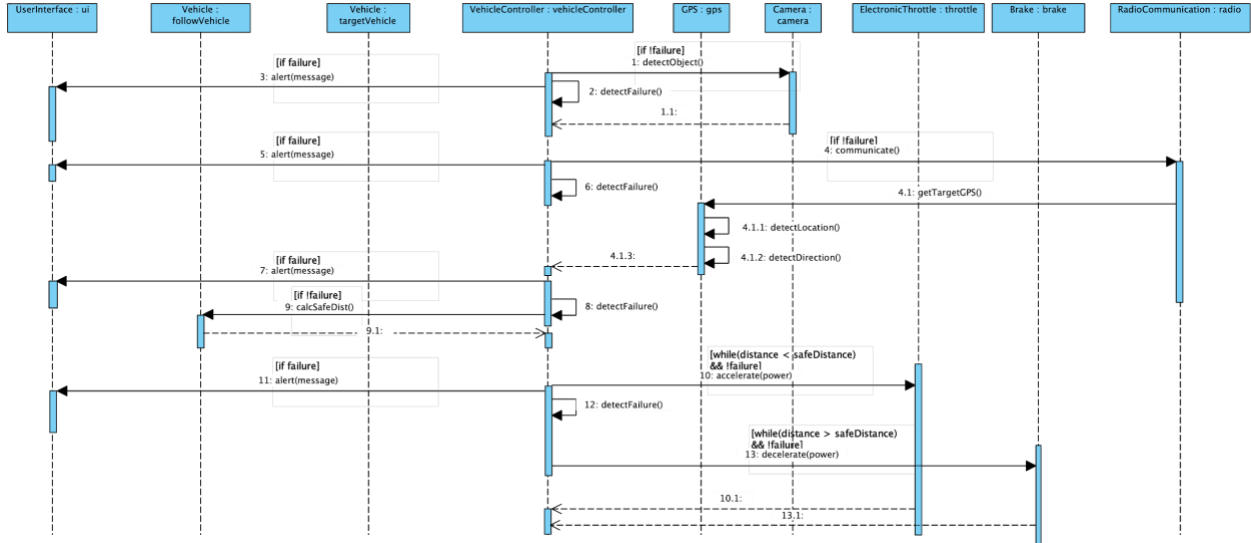 UserInterface : ui
Vehicle :
followVehicle
Vehicle :
targetVehicle
VehicleController : vehicleController
GPS : gps
Camera :
camera
ElectronicThrottle : throttle
Brake : brake
RadioCommunication : radio
[if !failure]
1: detectObject()
[if failure]
3: alert(message)
2: detectFailure()
1.1:
[if failure]
5: alert(message)
[if !failure]
4: communicate()
6: detectFailure()
4.1: getTargetGPS()
4.1.1: detectLocation()
4.1.3:
4.1.2: detectDirection()
[if failure]
7: alert(message)
[if !failure]
9: calcSafeDist()
8: detectFailure()
9.1:
[while(distance < safeDistance)
&& !failure]
10: accelerate(power)
[if failure]
11: alert(message)
12: detectFailure()
[while(distance > safeDistance)
&& !failure]
13: decelerate(power)
10.1:
13.1: